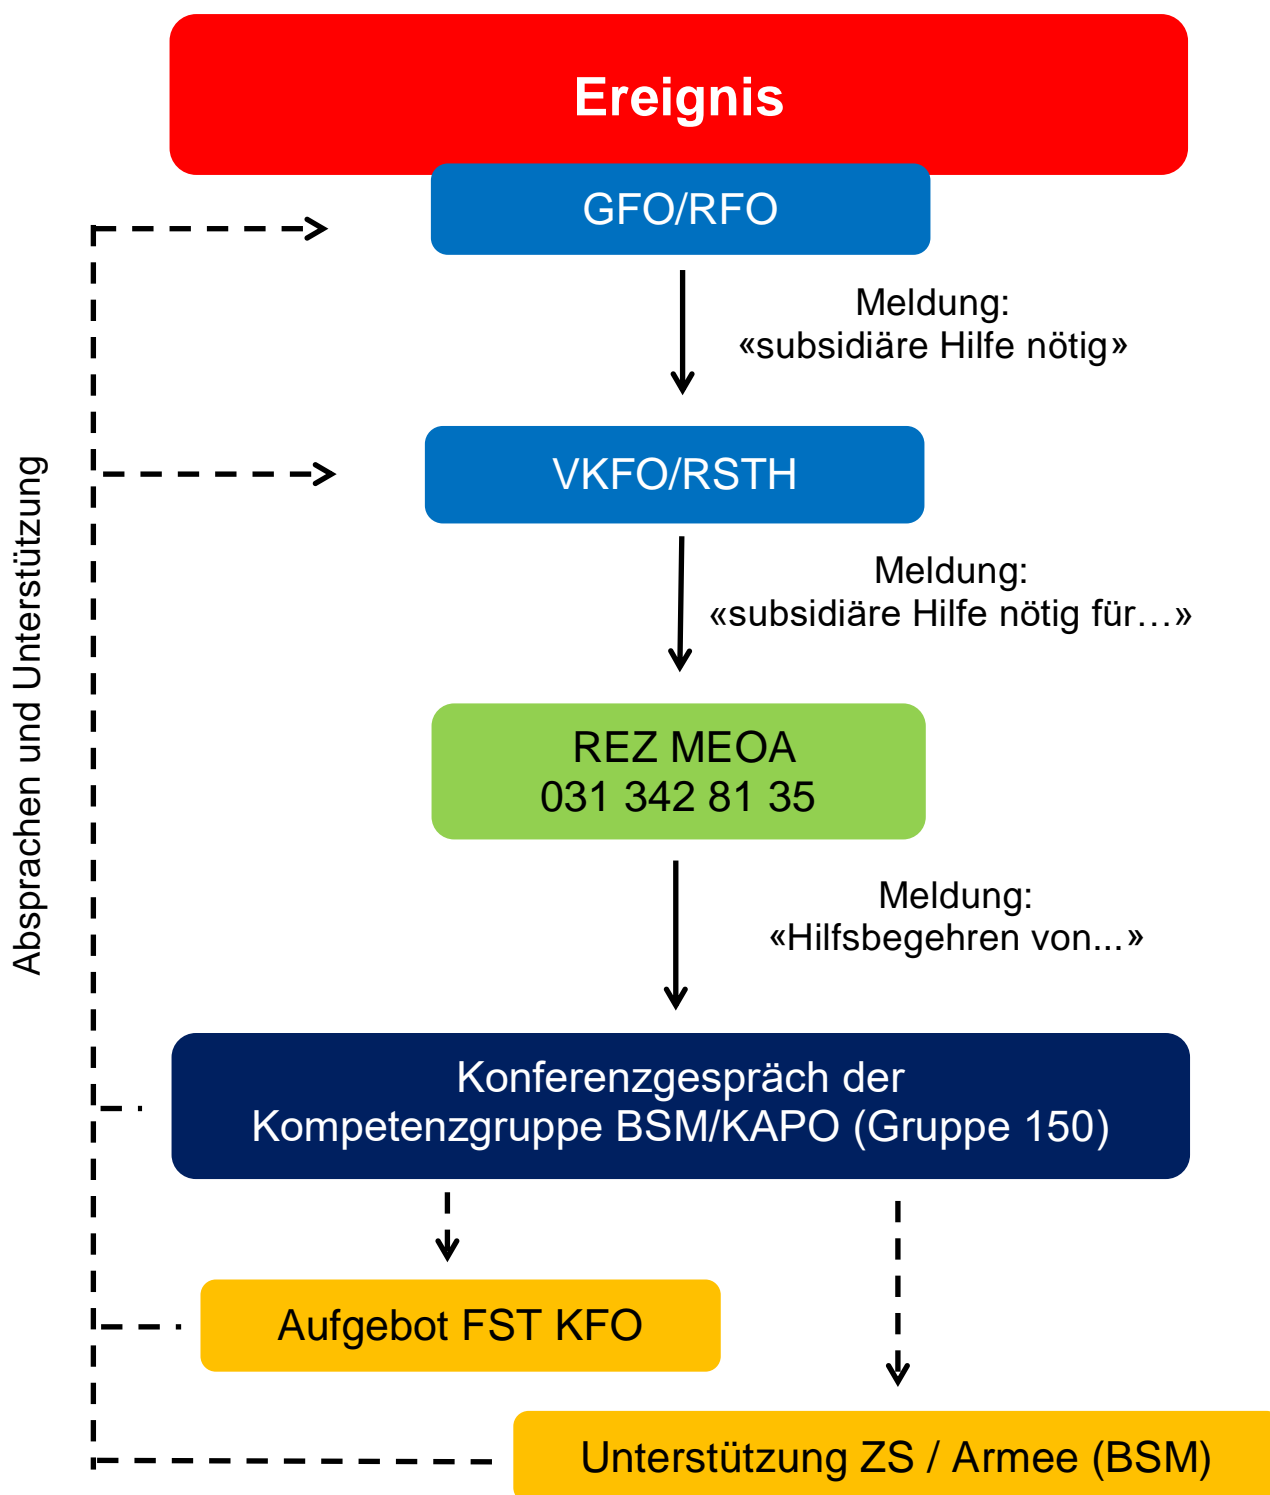 Ereignis
GFO/RFO
Meldung:
«subsidiäre Hilfe nötig»
VKFO/RSTH
Meldung:
«subsidiäre Hilfe nötig für…»
Absprachen und Unterstützung
REZ MEOA
031 342 81 35
Meldung:
«Hilfsbegehren von...»
Konferenzgespräch der
Kompetenzgruppe BSM/KAPO (Gruppe 150)
Aufgebot FST KFO
Unterstützung ZS / Armee (BSM)